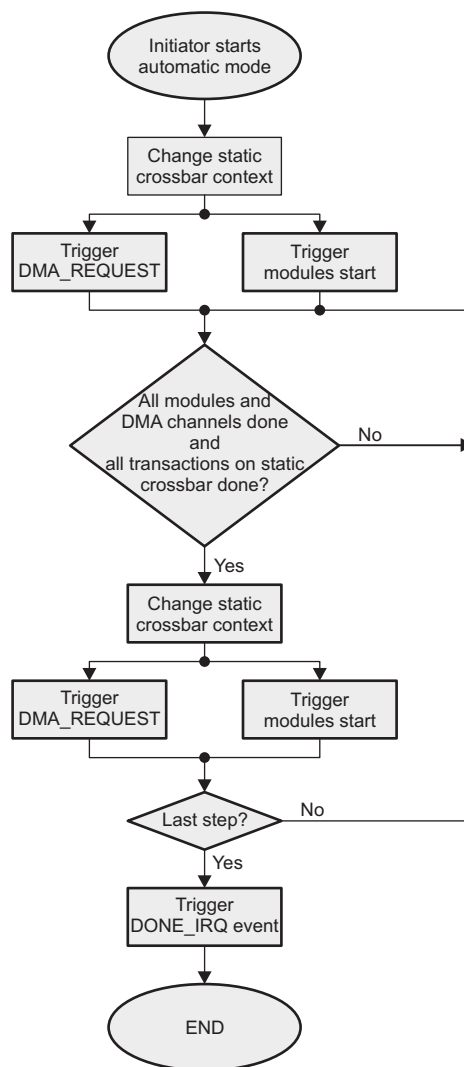 Initiator starts
automatic mode
Change static
crossbar context
Trigger
DMA_REQUEST
Trigger
modules start
All modules and
DMA channels done
and
all transactions on static
crossbar done?
No
Yes
Change static
crossbar context
Trigger
DMA_REQUEST
Trigger
modules start
Last step?
No
Yes
Trigger
DONE_IRQ event
END